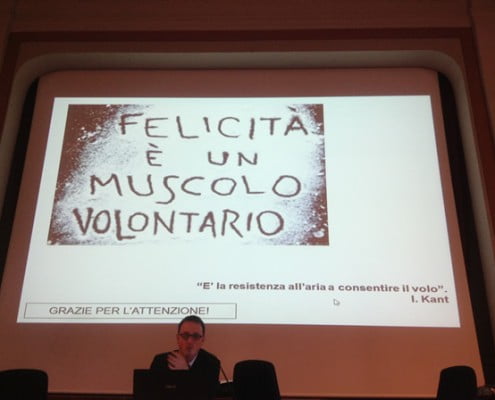 FELICITÀ
È UN
MUSCOLO
VOLONTARIO
“E’ la resistenza all’aria a consentire il volo”.
I. Kant
GRAZIE PER L’ATTENZIONE!